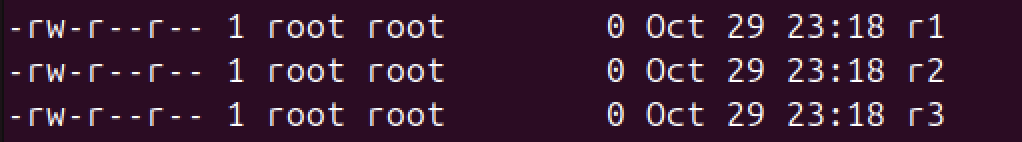 -rw-r--r-- 1 root root        0 Oct 29 23:18 r1
-rw-r--r-- 1 root root        0 Oct 29 23:18 r2
-rw-r--r-- 1 root root        0 Oct 29 23:18 r3